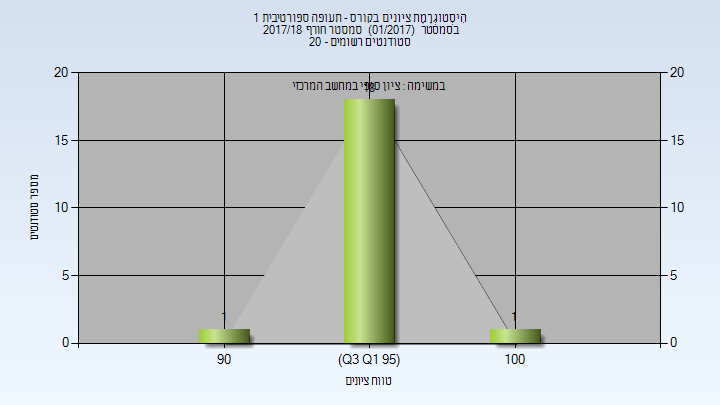 היסטוגרמת ציונים בקורס - תעופה ספורטיבית 1
בסמסטר (01/2017) סמסטר חורף 2017/18
סטודנטים רשומים - 20
במשימה : ציון סופי במחשב המרכזי
20 20
18
15 15
10 10
5 5
1 1
0 0
90 (Q3 Q1 95) 100
מספר סטודנטים
טווח ציונים